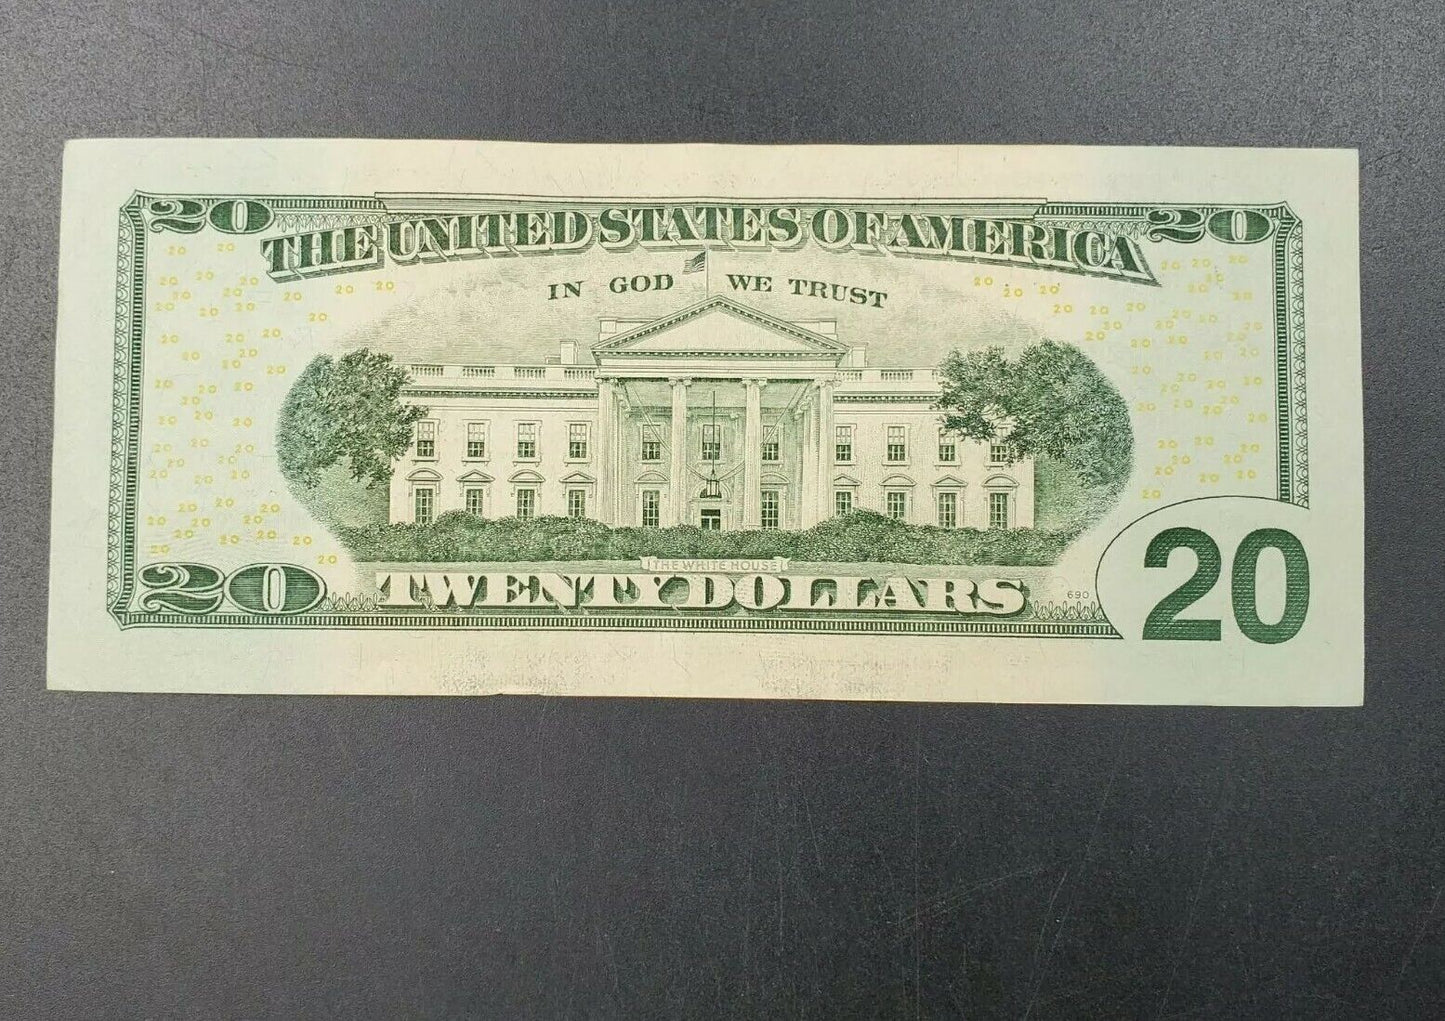 20 20
THE UNITED STATES OF AMERICA
IN GOD WE TRUST
THE WHITE HOUSE
20 TWENTY DOLLARS 690 20